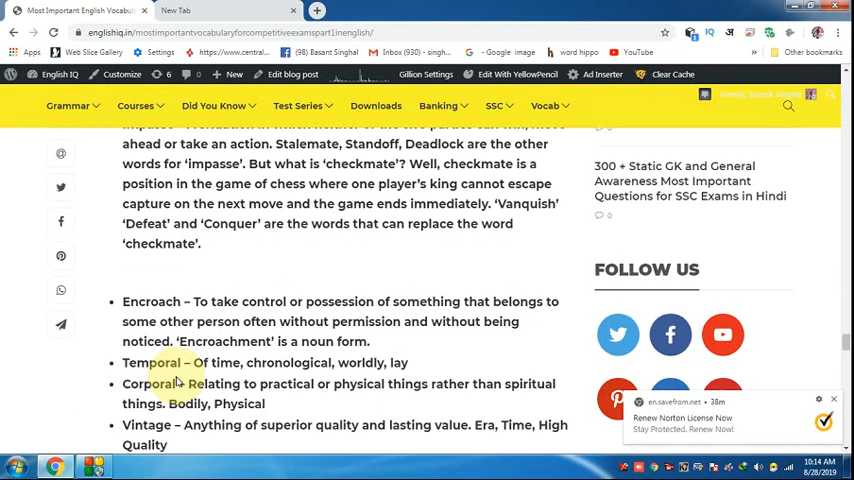 Most Important English Vocabula
New Tab
englishiq.in/mostimportantvocabularyforcompetitiveexamspart1inenglish/
Apps
Web Slice Gallery
Settings
https://www.central...
(98) Basant Singhal
Inbox (930) - singh...
Google image
word hippo
YouTube
Other bookmarks
English IQ
Customize
6
New
Edit blog post
Gillion Settings
Edit With YellowPencil
Ad Inserter
Clear Cache
Grammar
Courses
Did You Know
Test Series
Downloads
Banking
SSC
Vocab
ahead or take an action. Stalemate, Standoff, Deadlock are the other
words for ‘impasse’. But what is ‘checkmate’? Well, checkmate is a
position in the game of chess where one player’s king cannot escape
capture on the next move and the game ends immediately. ‘Vanquish’
‘Defeat’ and ‘Conquer’ are the words that can replace the word
‘checkmate’.
Encroach – To take control or possession of something that belongs to
some other person often without permission and without being
noticed. ‘Encroachment’ is a noun form.
Temporal – Of time, chronological, worldly, lay
Corporal – Relating to practical or physical things rather than spiritual
things. Bodily, Physical
Vintage – Anything of superior quality and lasting value. Era, Time, High
Quality
0
300 + Static GK and General
Awareness Most Important
Questions for SSC Exams in Hindi
0
FOLLOW US
en.savefrom.net • 38m
Renew Norton License Now
Stay Protected. Renew Now!
10:14 AM
8/28/2019